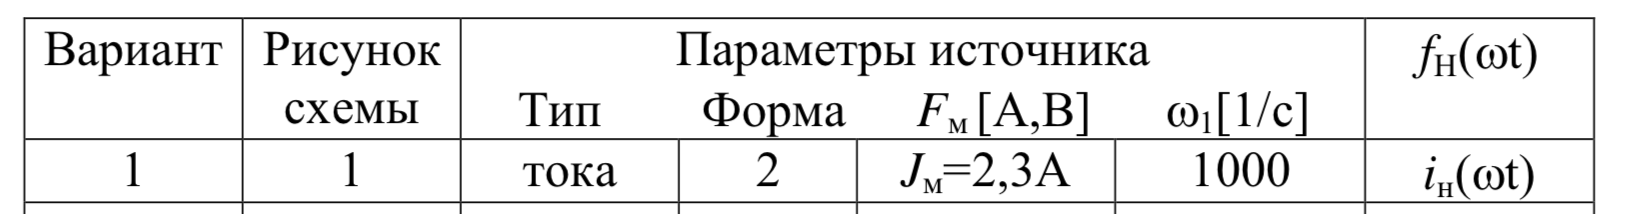 Вариант Рисунок схемы Параметры источника fН(ωt)
Тип Форма Fм [А,В] ω1[1/с]
1 1 тока 2 Jм=2,3А 1000 iн(ωt)